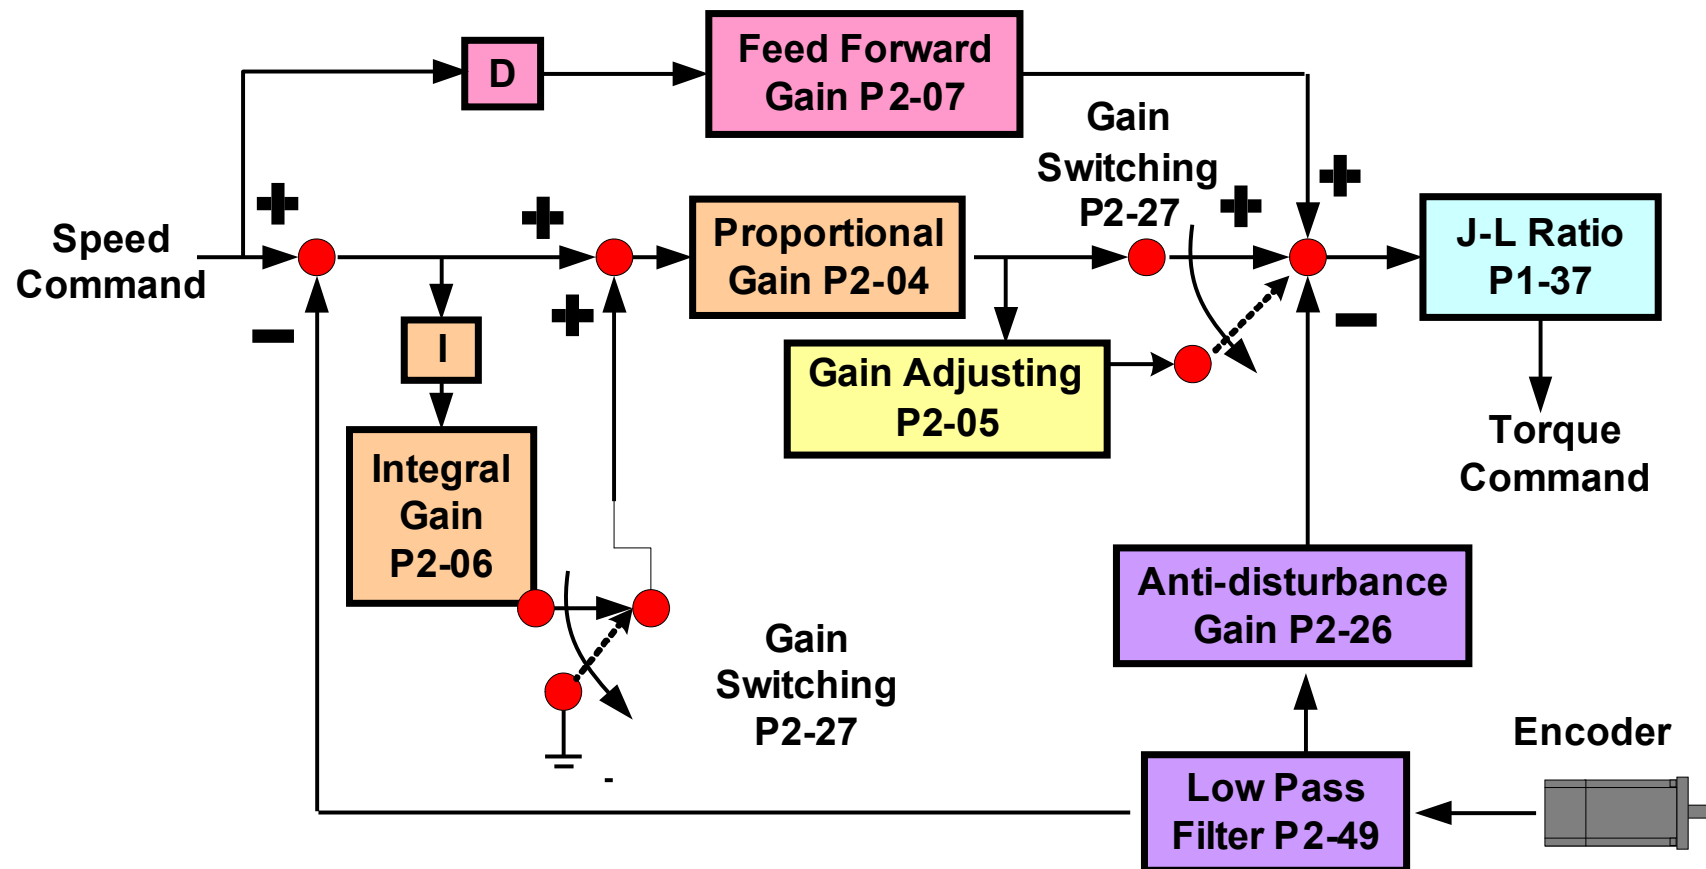 D
Feed Forward
Gain P2-07
Gain
Switching
P2-27
+
+
+
+
Speed
Command
Proportional
Gain P2-04
J-L Ratio
P1-37
+
-
-
I
Gain Adjusting
P2-05
Torque
Command
Integral
Gain
P2-06
Anti-disturbance
Gain P2-26
Gain
Switching
P2-27
-
Encoder
Low Pass
Filter P2-49